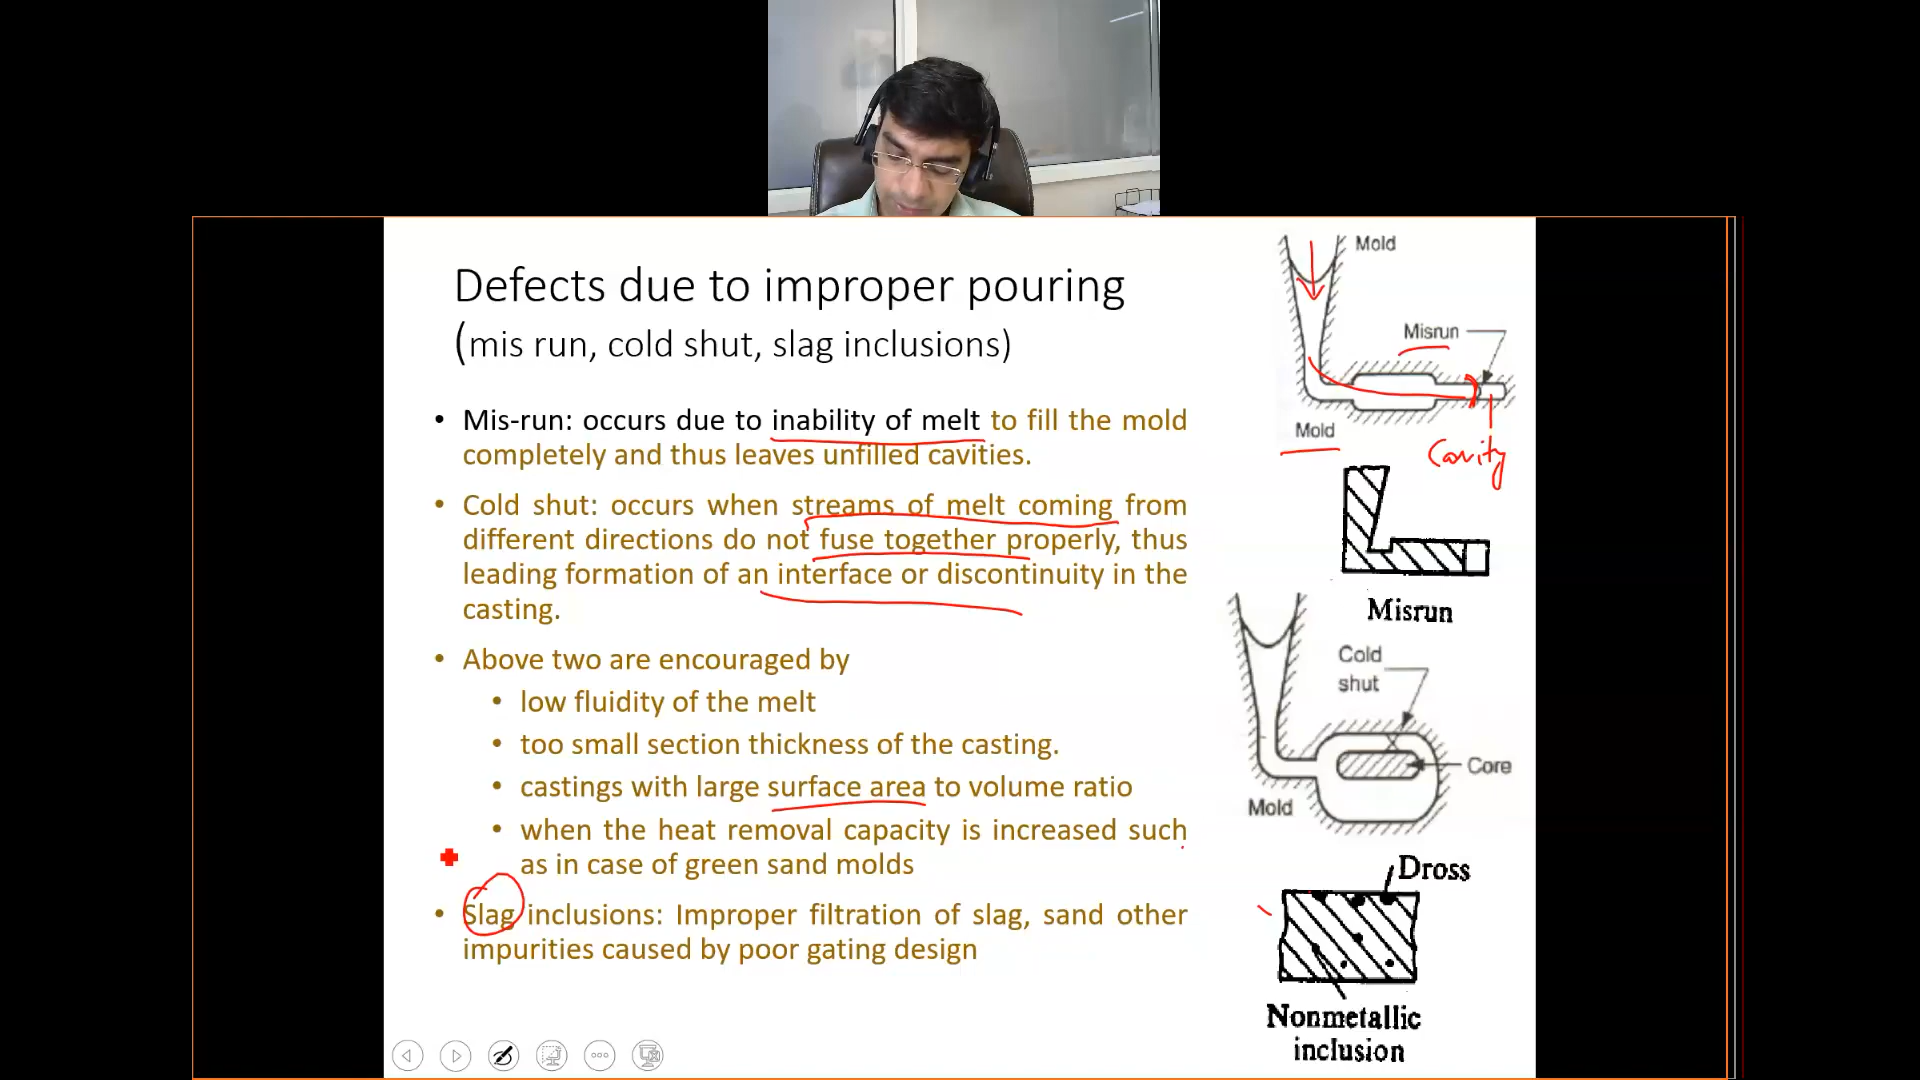 Defects due to improper pouring
(mis run, cold shut, slag inclusions)
• Mis-run: occurs due to inability of melt to fill the mold
completely and thus leaves unfilled cavities.
• Cold shut: occurs when streams of melt coming from
different directions do not fuse together properly, thus
leading formation of an interface or discontinuity in the
casting.
• Above two are encouraged by
• low fluidity of the melt
• too small section thickness of the casting.
• castings with large surface area to volume ratio
• when the heat removal capacity is increased such
as in case of green sand molds
• Slag inclusions: Improper filtration of slag, sand other
impurities caused by poor gating design
Mold
Misrun
Mold
Cavity
Misrun
Cold
shut
Core
Mold
Dross
Nonmetallic
inclusion